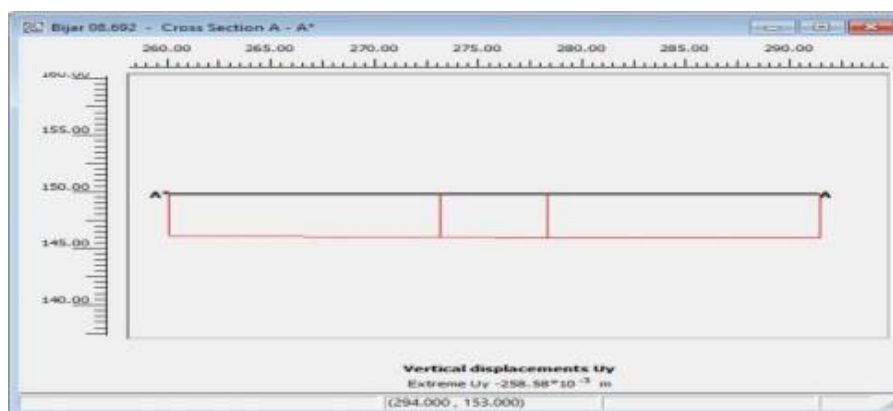 Bijar 08.692 - Cross Section A - A*
260.00 265.00 270.00 275.00 280.00 285.00 290.00
160.00
155.00
150.00
A* A
145.00
140.00
Vertical displacements Uy
Extreme Uy -258.58*10 -3 m
(294.000 , 153.000)